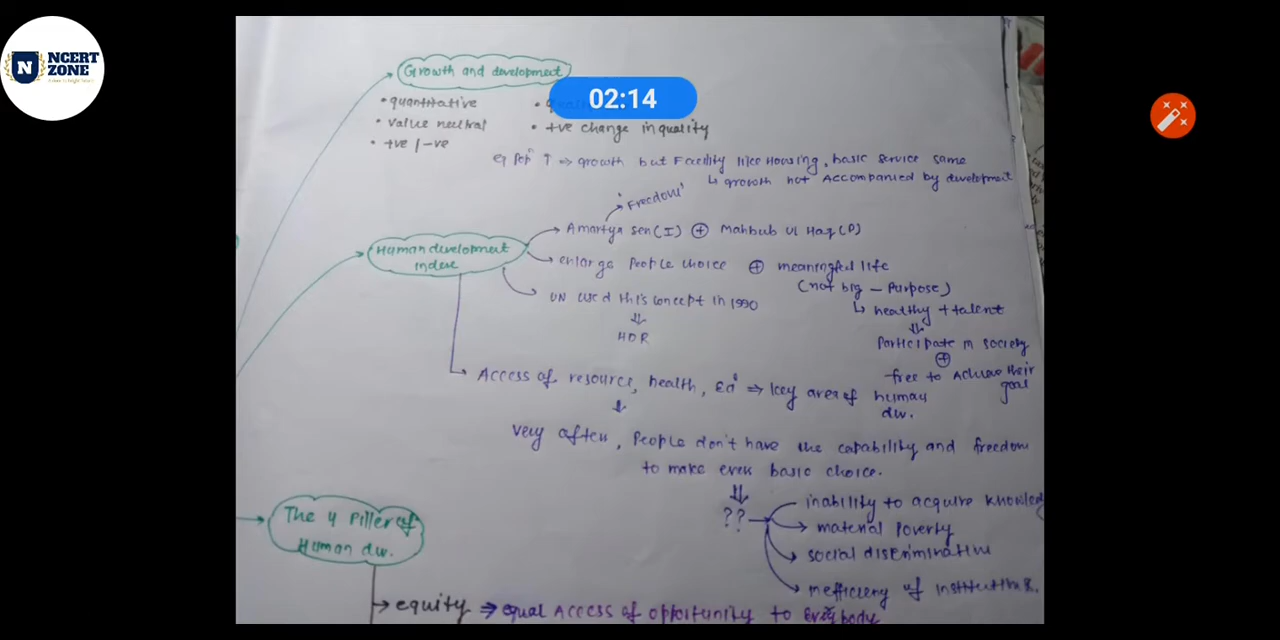 NCERT
ZONE
Growth and development
02:14
• quantitative
• value neutral
• +ve / -ve
• +ve change in quality
eg Popn ↑ ⇒ growth but Facility like Housing, basic service same
↳ growth not Accompanied by development
'Freedom'
Human development
index
Amartya sen (I) ⊕ Mahbub Ul Haq (P)
enlarge People choice ⊕ meaningful life
(not big - Purpose)
UN used this concept in 1990
⇓
HDR
↳ healthy + talent
⇓
Participate in society
⊕
free to Achieve their
goal
Access of resource, health, Edn ⇒ key area of human
dev.
↓
Very often, People don't have the capability and freedom
to make even basic choice.
⇓
??
inability to acquire knowled
material Poverty
social discriminative
inefficieny of institution
The 4 Piller of
Human dev.
equity ⇒ equal Access of opportunity to Everybody